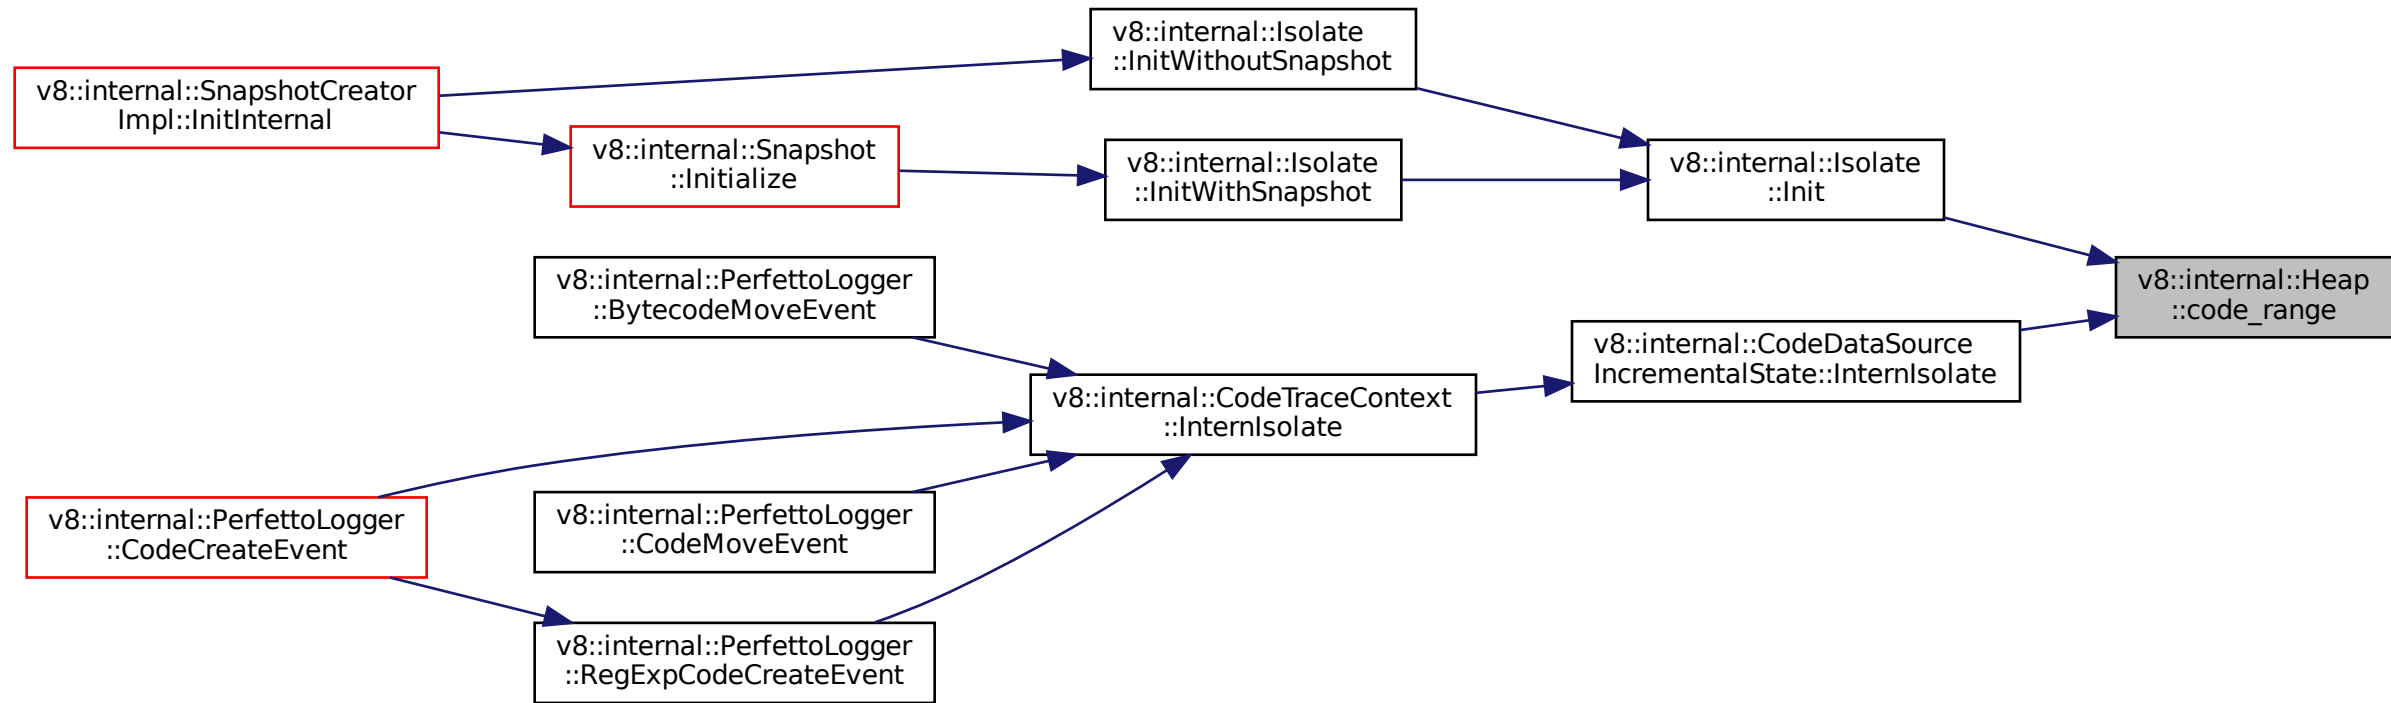 v8::internal::Isolate
::InitWithoutSnapshot
v8::internal::SnapshotCreator
Impl::InitInternal
v8::internal::Snapshot
::Initialize
v8::internal::Isolate
::InitWithSnapshot
v8::internal::Isolate
::Init
v8::internal::PerfettoLogger
::BytecodeMoveEvent
v8::internal::Heap
::code_range
v8::internal::CodeDataSource
IncrementalState::InternIsolate
v8::internal::CodeTraceContext
::InternIsolate
v8::internal::PerfettoLogger
::CodeCreateEvent
v8::internal::PerfettoLogger
::CodeMoveEvent
v8::internal::PerfettoLogger
::RegExpCodeCreateEvent